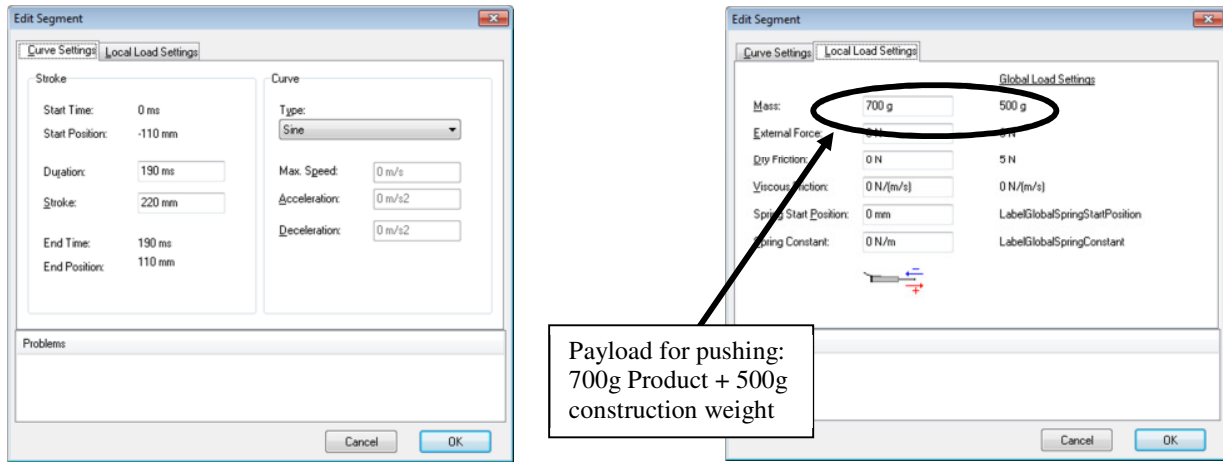 Edit Segment
Curve Settings Local Load Settings
Stroke
Start Time: 0 ms
Start Position: -110 mm
Duration: 190 ms
Stroke: 220 mm
End Time: 190 ms
End Position: 110 mm
Curve
Type:
Sine
Max. Speed: 0 m/s
Acceleration: 0 m/s2
Deceleration: 0 m/s2
Problems
Cancel OK
Edit Segment
Curve Settings Local Load Settings
Global Load Settings
Mass: 700 g 500 g
External Force: 0 N
Dry Friction: 0 N 5 N
Viscous Friction: 0 N/(m/s) 0 N/(m/s)
Spring Start Position: 0 mm LabelGlobalSpringStartPosition
Spring Constant: 0 N/m LabelGlobalSpringConstant
Payload for pushing:
700g Product + 500g
construction weight
Cancel OK